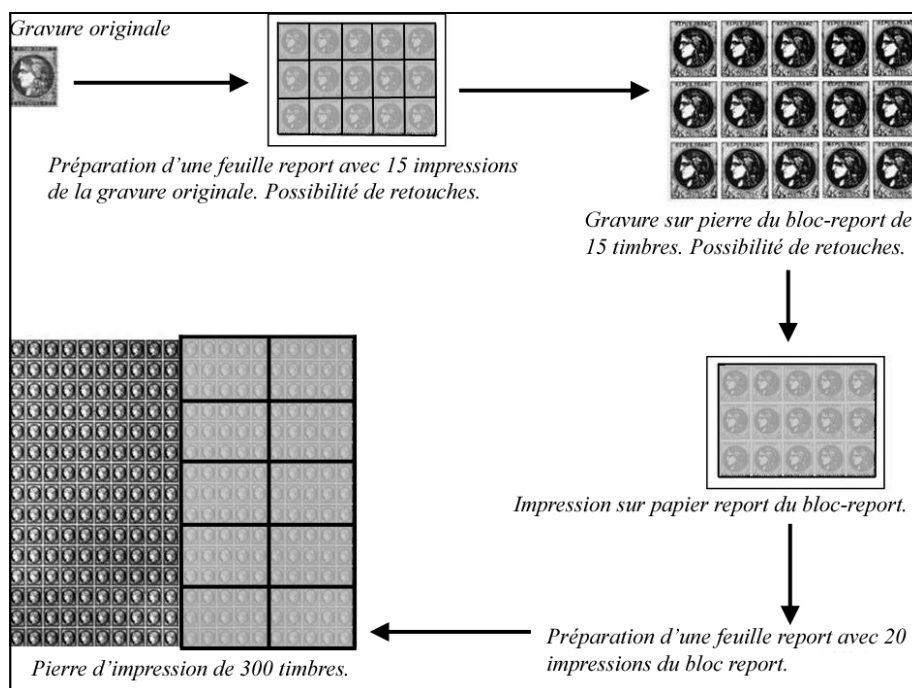 Gravure originale
Préparation d'une feuille report avec 15 impressions
de la gravure originale. Possibilité de retouches.
Gravure sur pierre du bloc-report de
15 timbres. Possibilité de retouches.
Impression sur papier report du bloc-report.
Préparation d'une feuille report avec 20
impressions du bloc report.
Pierre d'impression de 300 timbres.